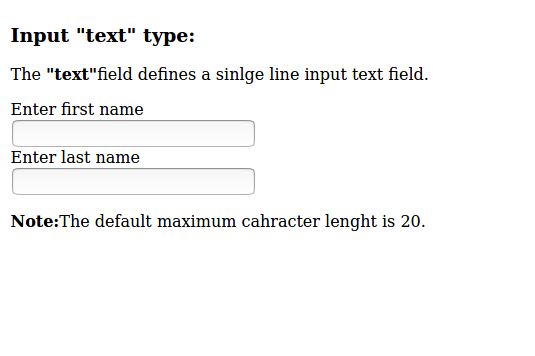 Input "text" type:
The "text"field defines a sinlge line input text field.
Enter first name
Enter last name
Note:The default maximum cahracter lenght is 20.